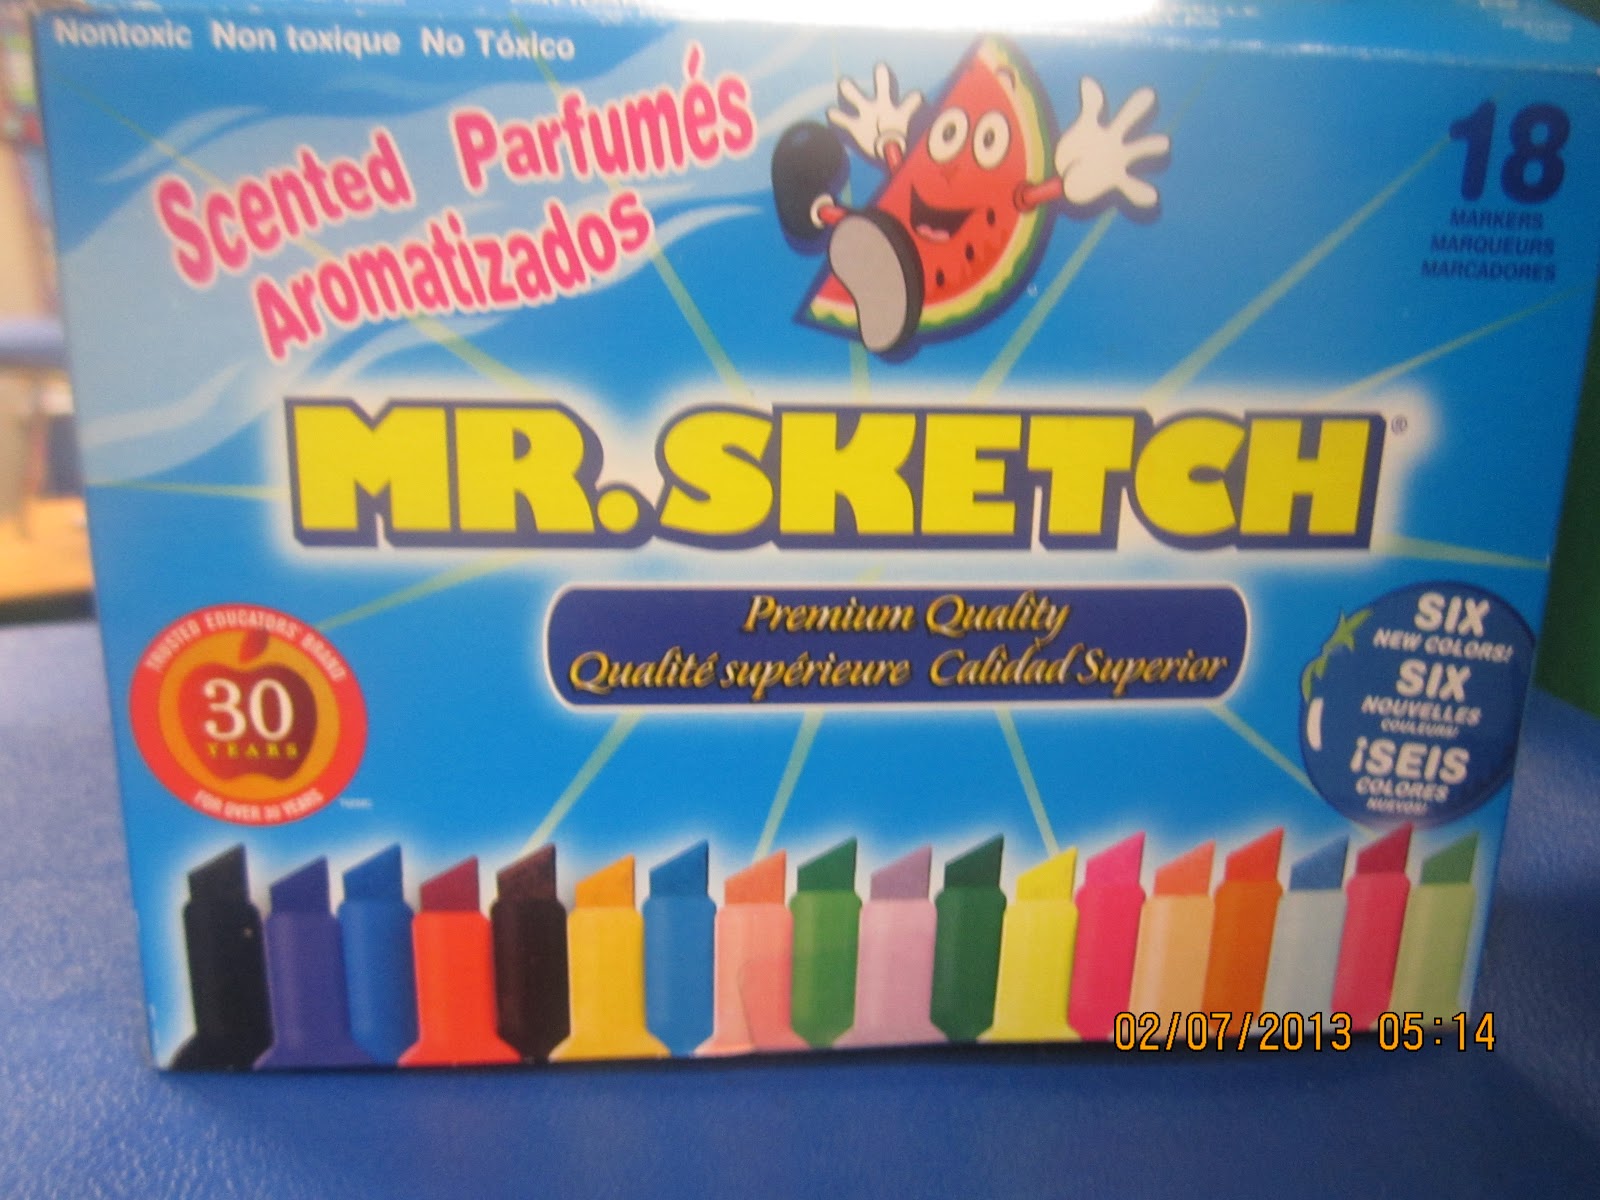 Nontoxic Non toxique No Tóxico
Scented Parfumés
Aromatizados
18
MARKERS
MARQUEURS
MARCADORES
MR. SKETCH®
Premium Quality
Qualité supérieure Calidad Superior
TRUSTED EDUCATORS' BRAND
30
YEARS
FOR OVER 30 YEARS
SIX
NEW COLORS!
SIX
NOUVELLES
COULEURS!
¡SEIS
COLORES
NUEVOS!
02/07/2013 05:14